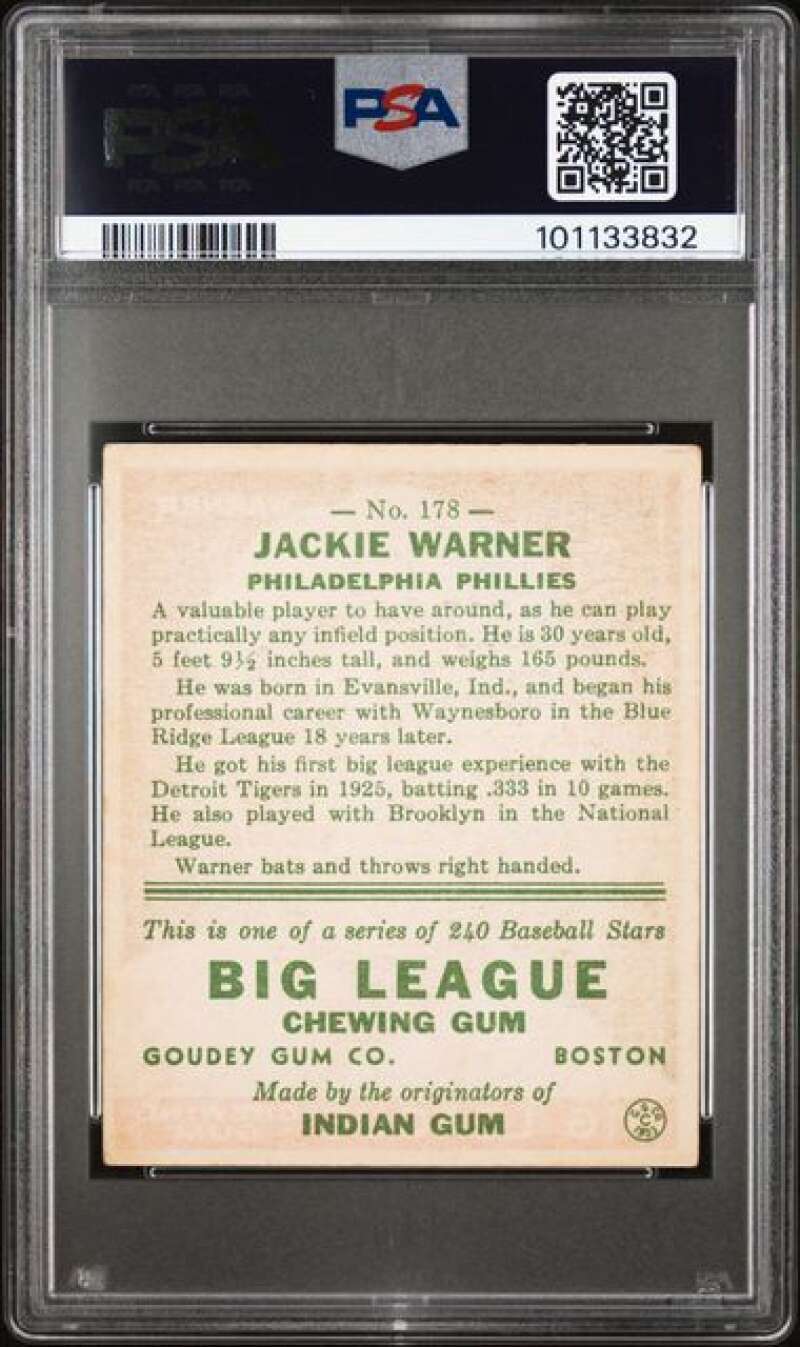 PSA
101133832
— No. 178 —
JACKIE WARNER
PHILADELPHIA PHILLIES
A valuable player to have around, as he can play
practically any infield position. He is 30 years old,
5 feet 9½ inches tall, and weighs 165 pounds.
He was born in Evansville, Ind., and began his
professional career with Waynesboro in the Blue
Ridge League 18 years later.
He got his first big league experience with the
Detroit Tigers in 1925, batting .333 in 10 games.
He also played with Brooklyn in the National
League.
Warner bats and throws right handed.
This is one of a series of 240 Baseball Stars
BIG LEAGUE
CHEWING GUM
GOUDEY GUM CO. BOSTON
Made by the originators of
INDIAN GUM